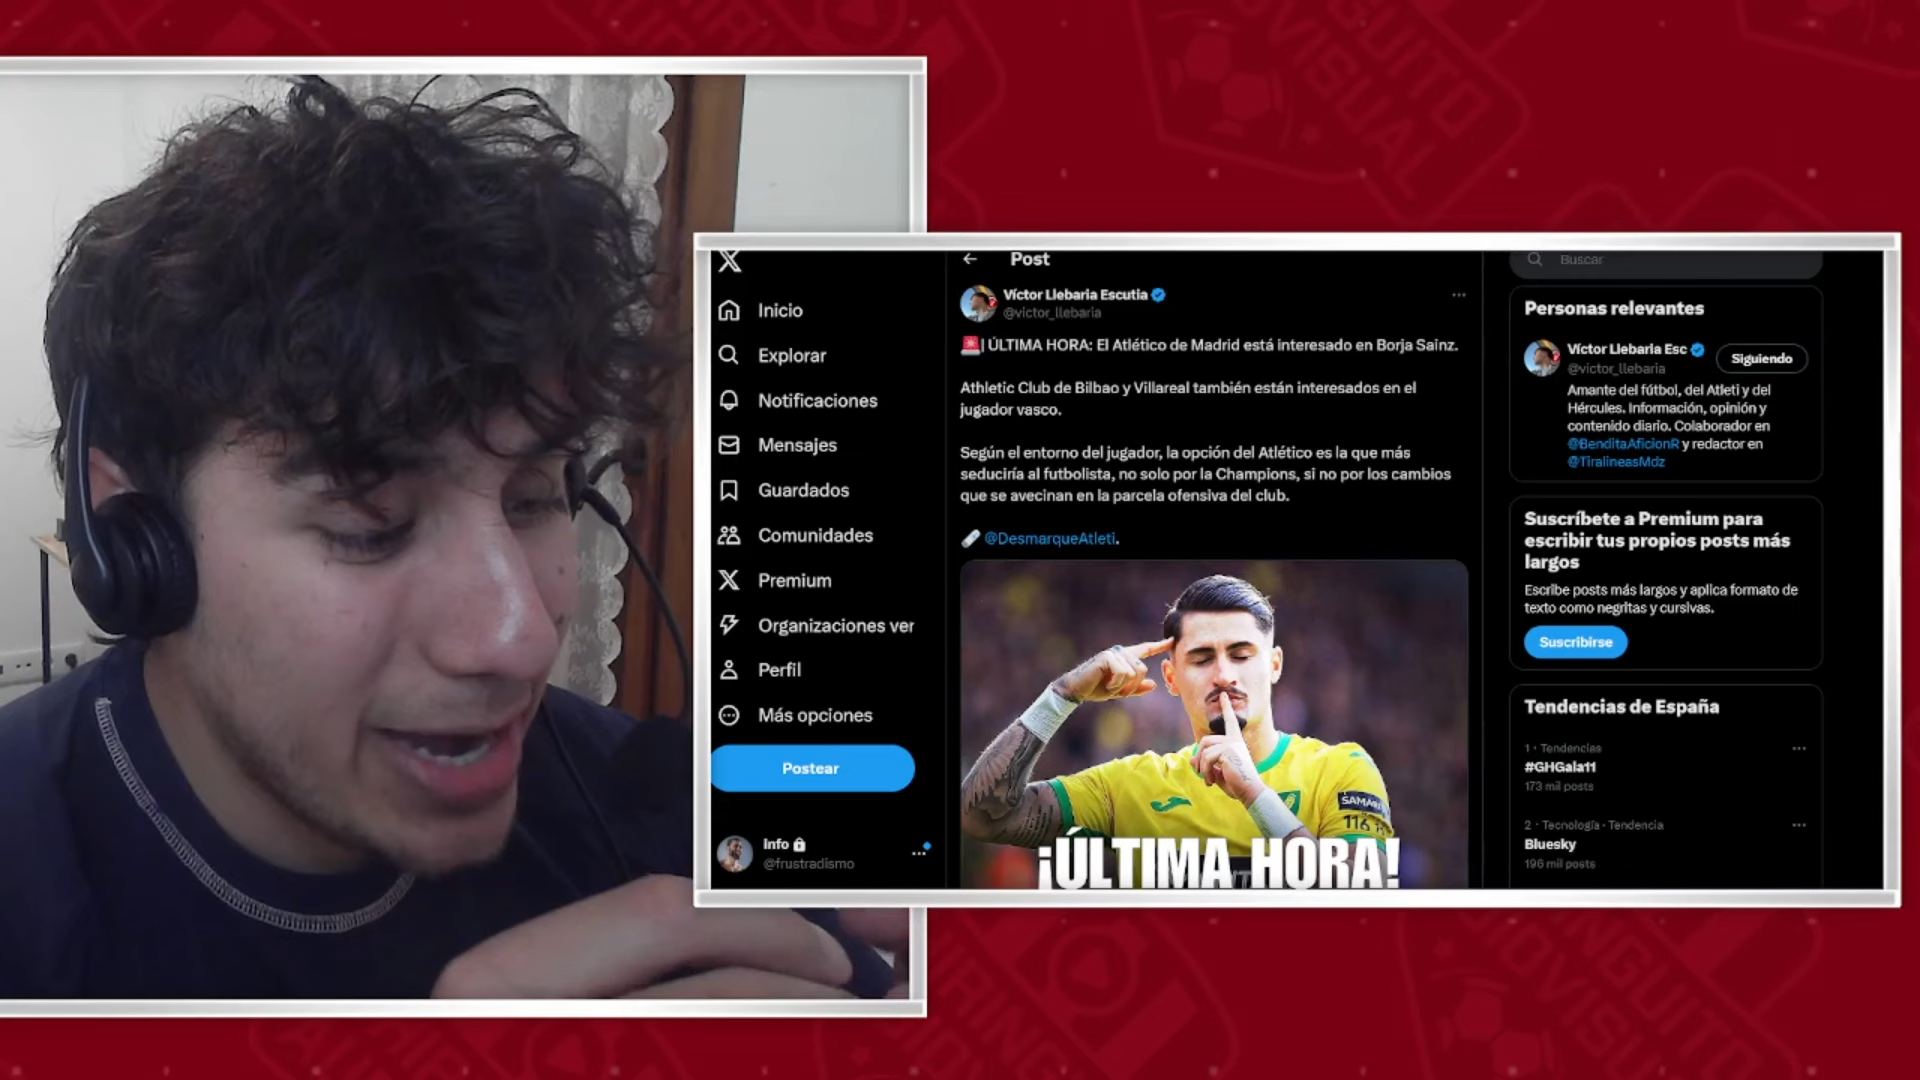 Inicio
Explorar
Notificaciones
Mensajes
Guardados
Comunidades
Premium
Organizaciones ver
Perfil
Más opciones
Postear
Info
@frustradismo
Post
Víctor Llebaria Escutia
@victor_llebaria
| ÚLTIMA HORA: El Atlético de Madrid está interesado en Borja Sainz.
Athletic Club de Bilbao y Villareal también están interesados en el
jugador vasco.
Según el entorno del jugador, la opción del Atlético es la que más
seduciría al futbolista, no solo por la Champions, si no por los cambios
que se avecinan en la parcela ofensiva del club.
@DesmarqueAtleti.
116
¡ÚLTIMA HORA!
Buscar
Personas relevantes
Víctor Llebaria Esc
@victor_llebaria
Siguiendo
Amante del fútbol, del Atleti y del
Hércules. Información, opinión y
contenido diario. Colaborador en
@BenditaAficionR y redactor en
@TiralineasMdz
Suscríbete a Premium para
escribir tus propios posts más
largos
Escribe posts más largos y aplica formato de
texto como negritas y cursivas.
Suscribirse
Tendencias de España
1 · Tendencias
#GHGala11
173 mil posts
2 · Tecnología · Tendencia
Bluesky
196 mil posts